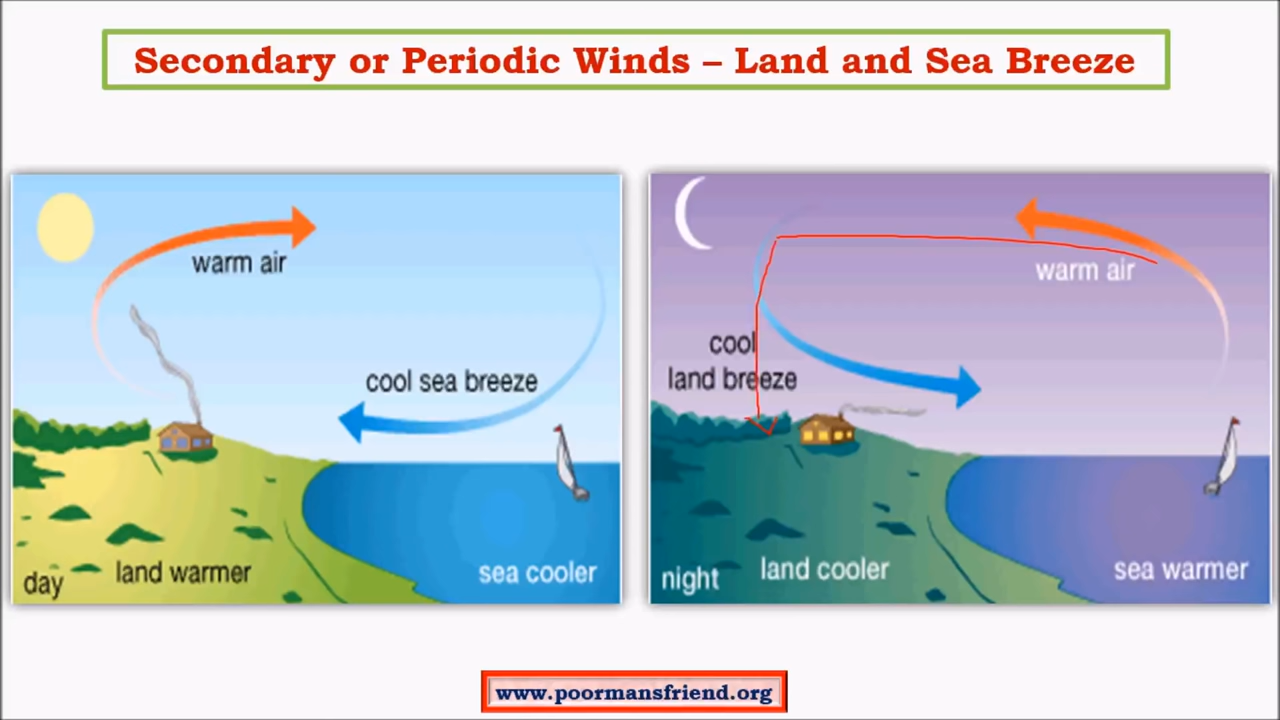 Secondary or Periodic Winds – Land and Sea Breeze
warm air
cool sea breeze
day
land warmer
sea cooler
warm air
cool
land breeze
night
land cooler
sea warmer
www.poormansfriend.org